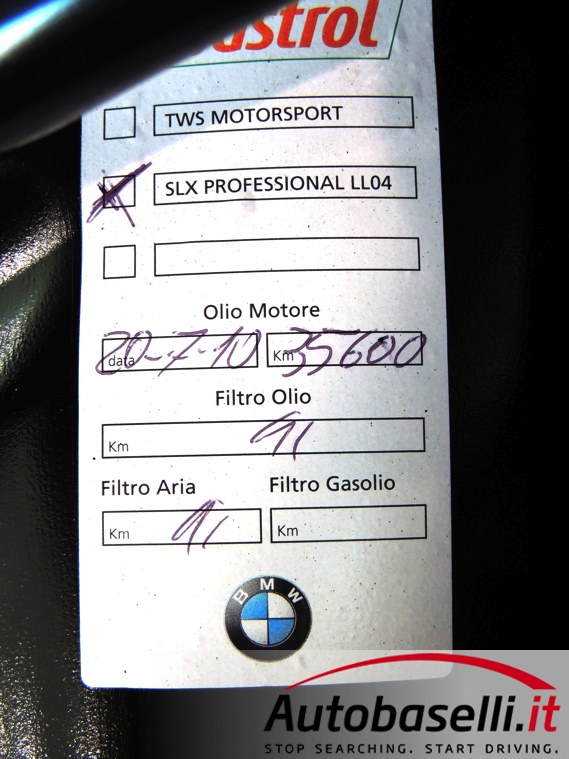 TWS MOTORSPORT
SLX PROFESSIONAL LL04
Olio Motore
data 20-7-10 Km 35600
Filtro Olio
Km
Filtro Aria Filtro Gasolio
Km Km
BMW
Autobaselli.it
STOP SEARCHING. START DRIVING.